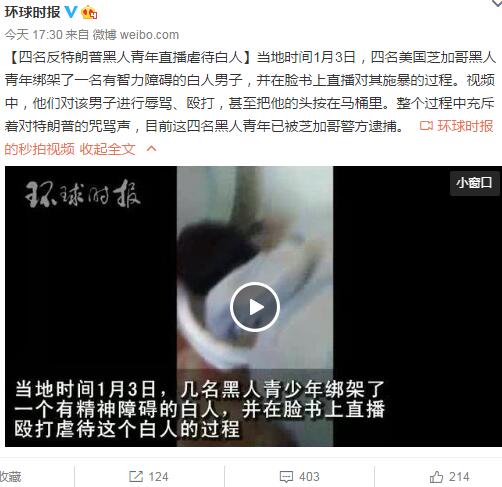 环球时报
今天 17:30 来自 微博 weibo.com
【四名反特朗普黑人青年直播虐待白人】当地时间1月3日，四名美国芝加哥黑人
青年绑架了一名有智力障碍的白人男子，并在脸书上直播对其施暴的过程。视频
中，他们对该男子进行辱骂、殴打，甚至把他的头按在马桶里。整个过程中充斥
着对特朗普的咒骂声，目前这四名黑人青年已被芝加哥警方逮捕。 环球时报
的秒拍视频 收起全文
环球时报
小窗口
当地时间1月3日，几名黑人青少年绑架了
一个有精神障碍的白人，并在脸书上直播
殴打虐待这个白人的过程
收藏 124 403 214